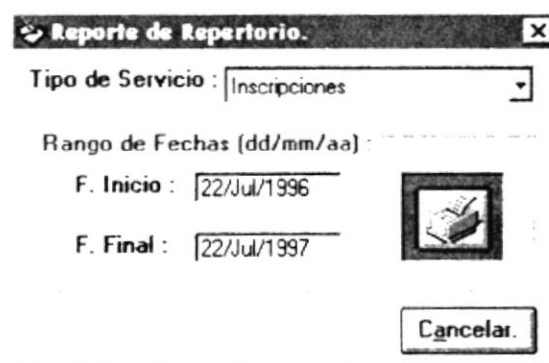 Reporte de Repertorio.
Tipo de Servicio : Inscripciones
Rango de Fechas (dd/mm/aa) :
F. Inicio : 22/Jul/1996
F. Final : 22/Jul/1997
Cancelar.